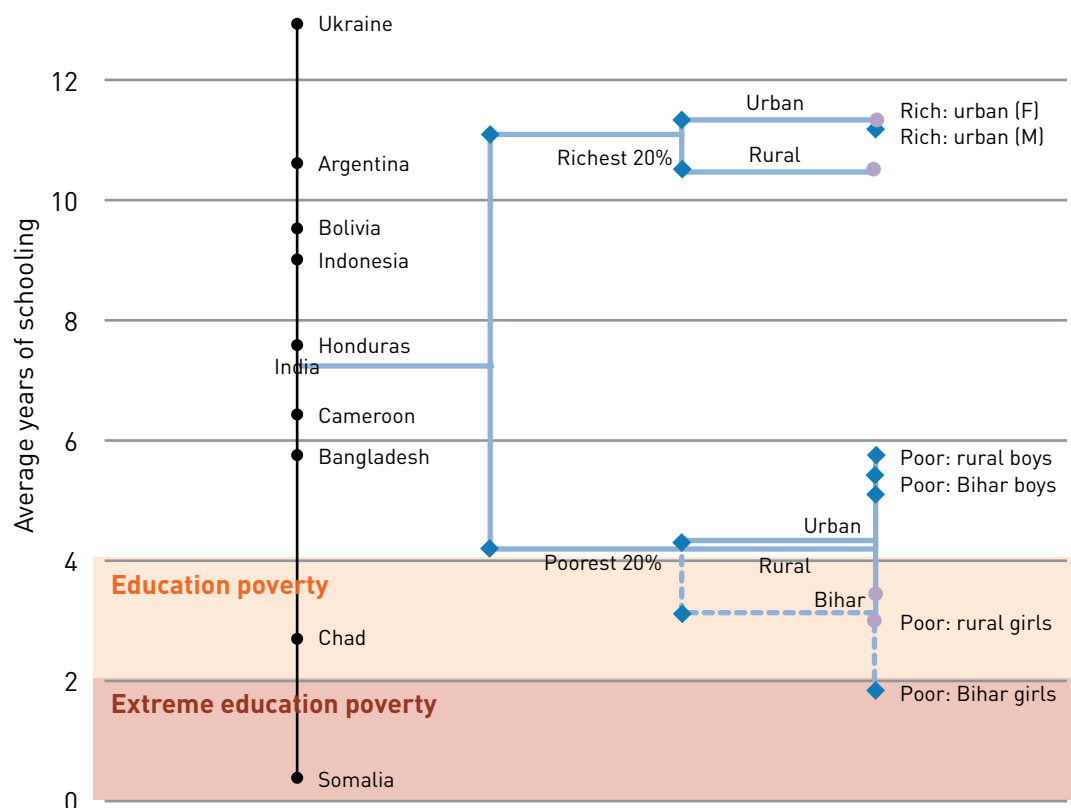 Average years of schooling
12
10
8
6
4
2
0
Ukraine
Argentina
Bolivia
Indonesia
Honduras
India
Cameroon
Bangladesh
Chad
Somalia
Richest 20%
Urban
Rural
Rich: urban (F)
Rich: urban (M)
Poorest 20%
Urban
Rural
Bihar
Poor: rural boys
Poor: Bihar boys
Poor: rural girls
Poor: Bihar girls
Education poverty
Extreme education poverty